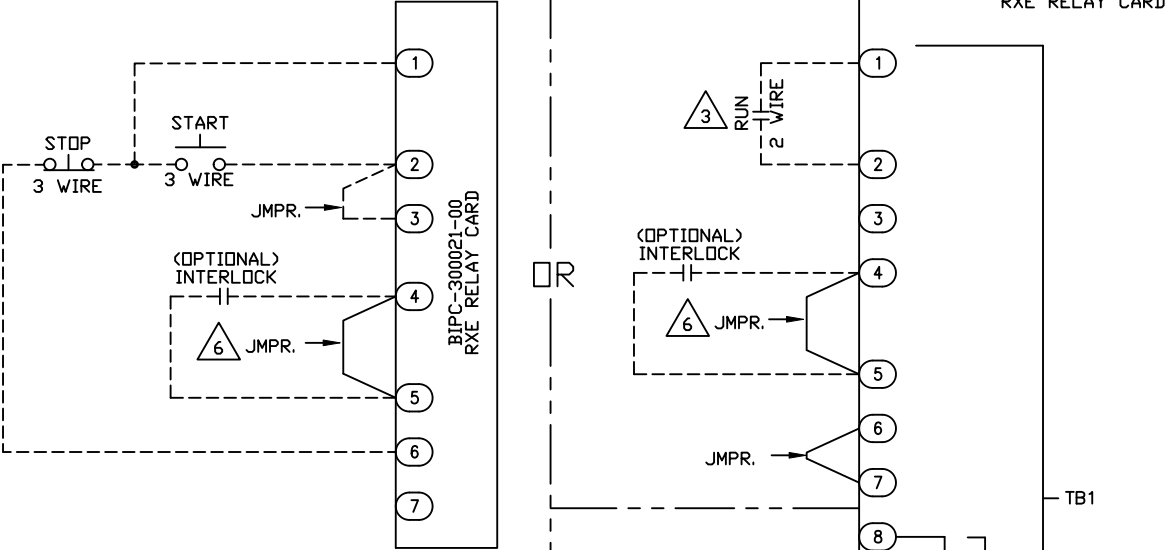 RXE RELAY CARD
1
STOP
3 WIRE
START
3 WIRE
2
JMPR.
3
(OPTIONAL)
INTERLOCK
4
6
JMPR.
5
6
7
BIPC-300021-00
RXE RELAY CARD
OR
1
3
RUN
2 WIRE
2
3
(OPTIONAL)
INTERLOCK
4
6
JMPR.
5
6
JMPR.
7
TB1
8